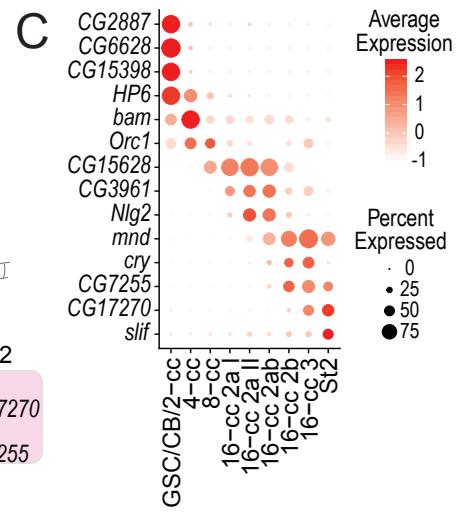 C
CG2887
CG6628
CG15398
HP6
bam
Orc1
CG15628
CG3961
Nlg2
mnd
cry
CG7255
CG17270
slif
GSC/CB/2-cc
4-cc
8-cc
16-cc 2a I
16-cc 2a II
16-cc 2ab
16-cc 2b
16-cc 3
St2
Average
Expression
2
1
0
-1
Percent
Expressed
0
25
50
75
2
7270
255